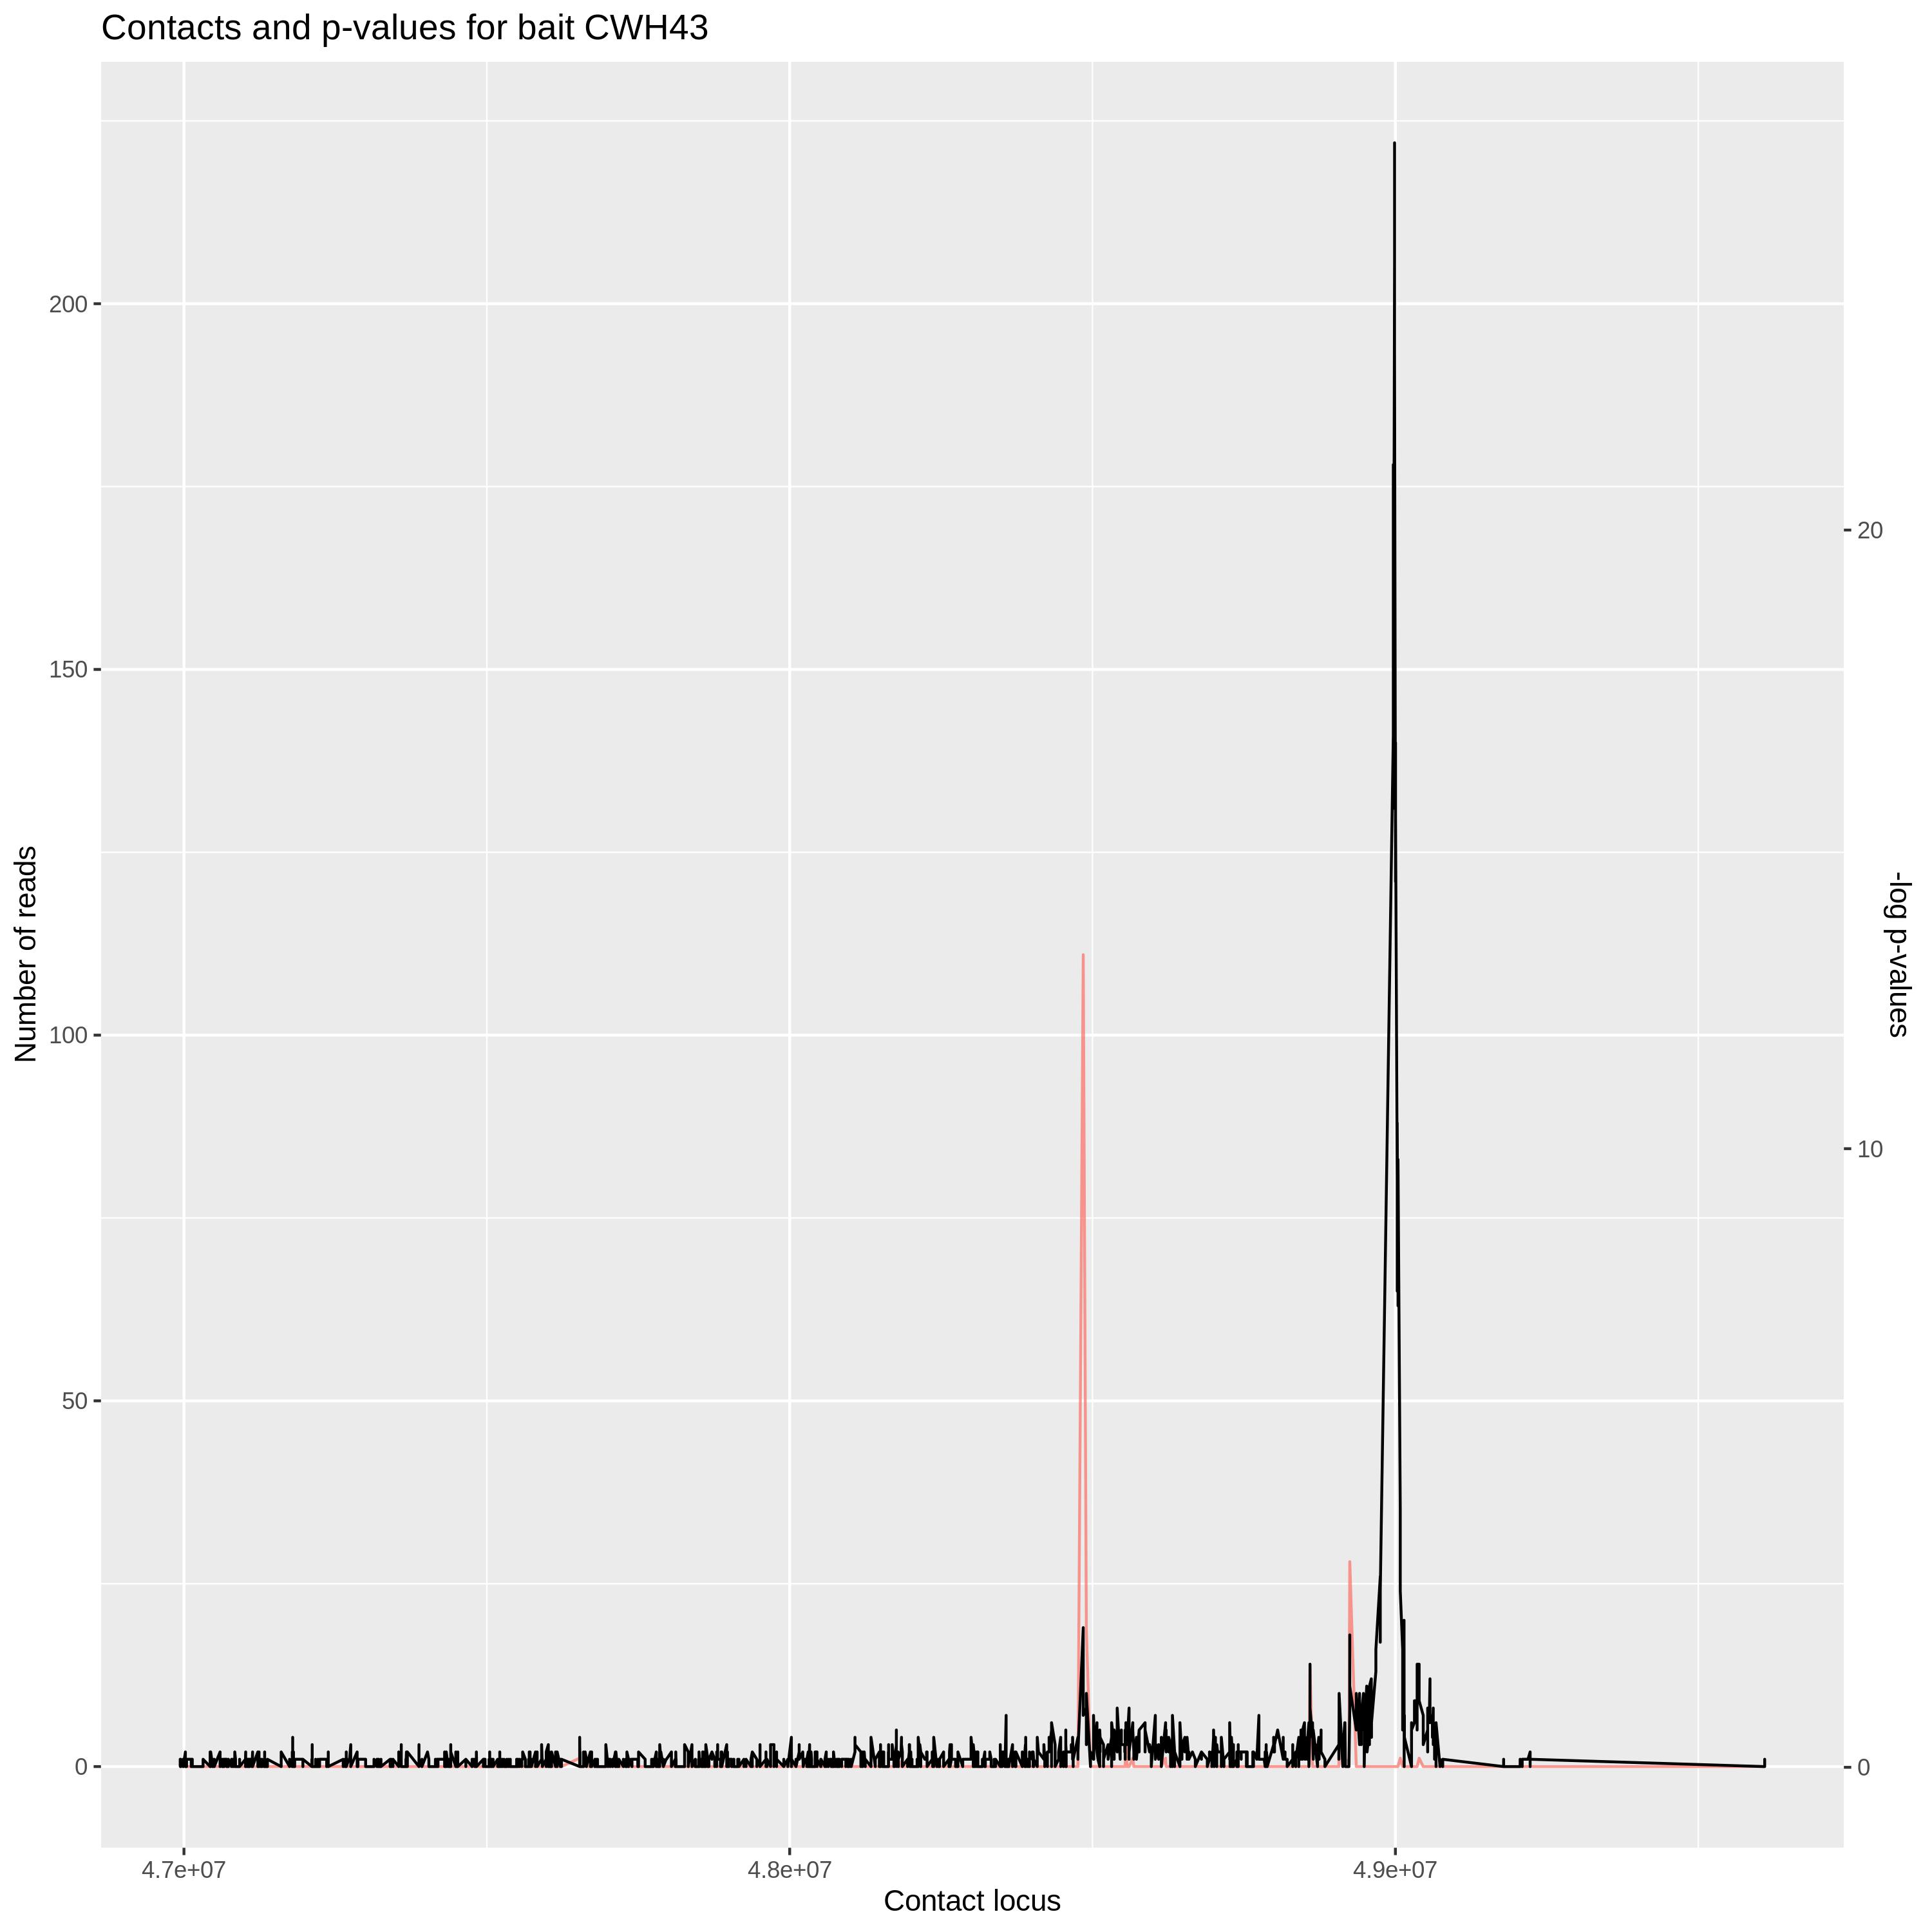 Contacts and p-values for bait CWH43
Number of reads
200
150
100
50
0
20
10
0
-log p-values
4.7e+07
4.8e+07
4.9e+07
Contact locus